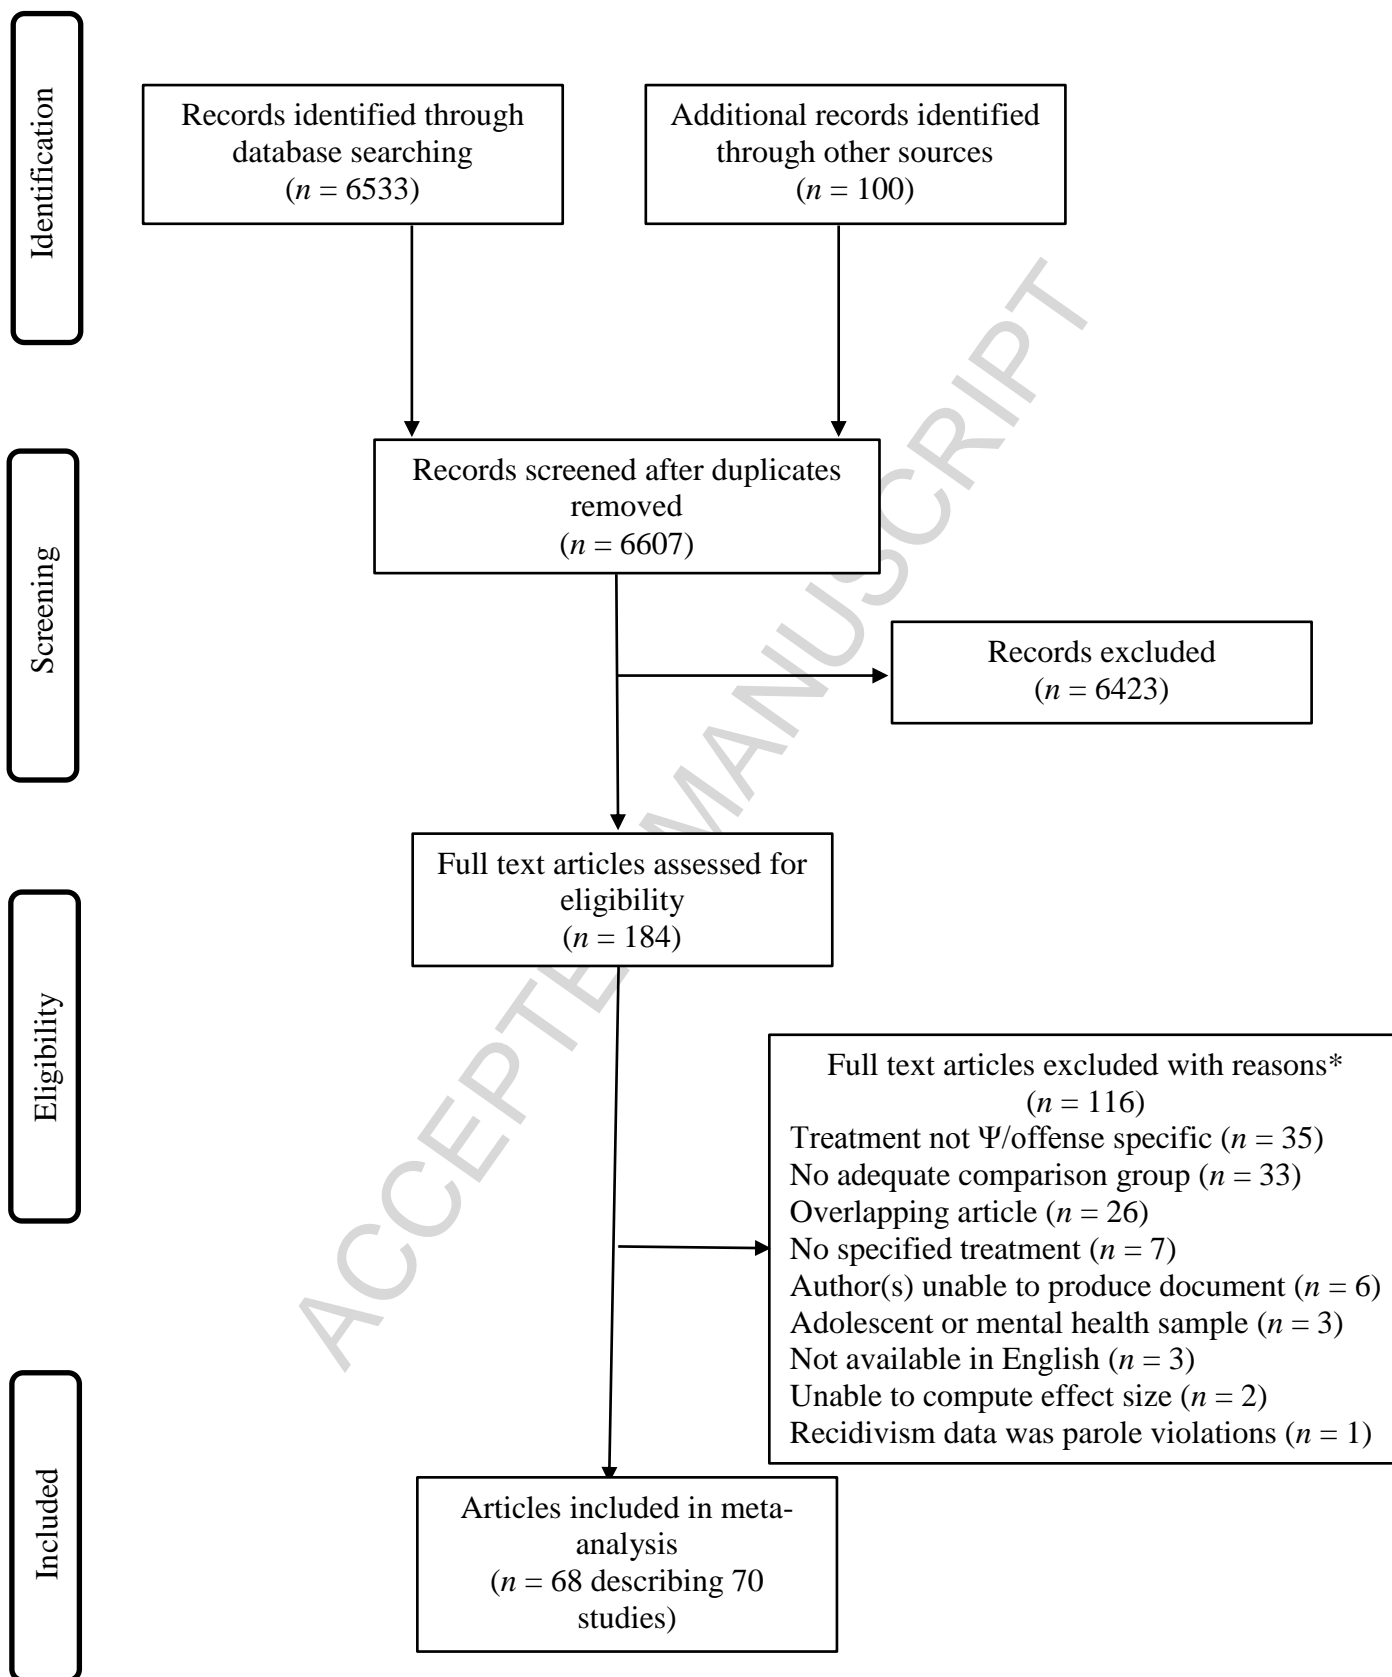 Identification
Records identified through
database searching
(n = 6533)
Additional records identified
through other sources
(n = 100)
Screening
Records screened after duplicates
removed
(n = 6607)
Records excluded
(n = 6423)
Eligibility
Full text articles assessed for
eligibility
(n = 184)
Full text articles excluded with reasons*
(n = 116)
Treatment not Ψ/offense specific (n = 35)
No adequate comparison group (n = 33)
Overlapping article (n = 26)
No specified treatment (n = 7)
Author(s) unable to produce document (n = 6)
Adolescent or mental health sample (n = 3)
Not available in English (n = 3)
Unable to compute effect size (n = 2)
Recidivism data was parole violations (n = 1)
Included
Articles included in meta-
analysis
(n = 68 describing 70
studies)
ACCEPTED MANUSCRIPT